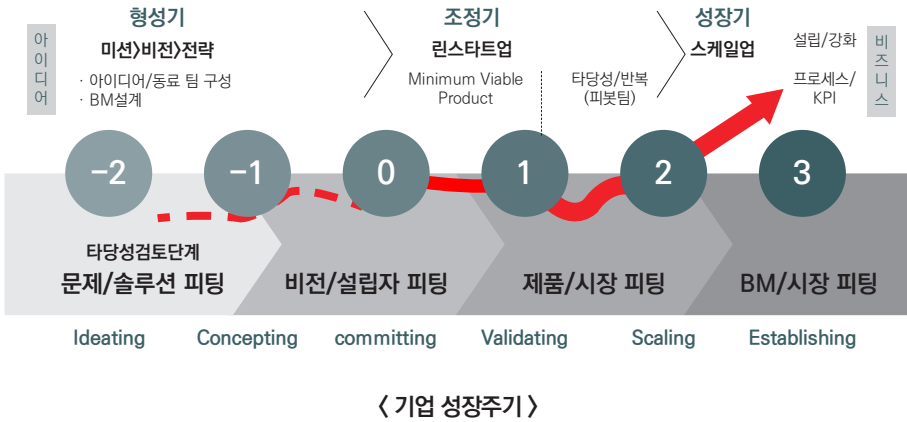 아이디어
형성기
미션>비전>전략
· 아이디어/동료 팀 구성
· BM설계
조정기
린스타트업
Minimum Viable
Product
타당성/반복
(피봇팀)
성장기
스케일업
설립/강화
프로세스/
KPI
비즈니스
-2
-1
0
1
2
3
타당성검토단계
문제/솔루션 피팅
비전/설립자 피팅
제품/시장 피팅
BM/시장 피팅
Ideating
Concepting
committing
Validating
Scaling
Establishing
< 기업 성장주기 >